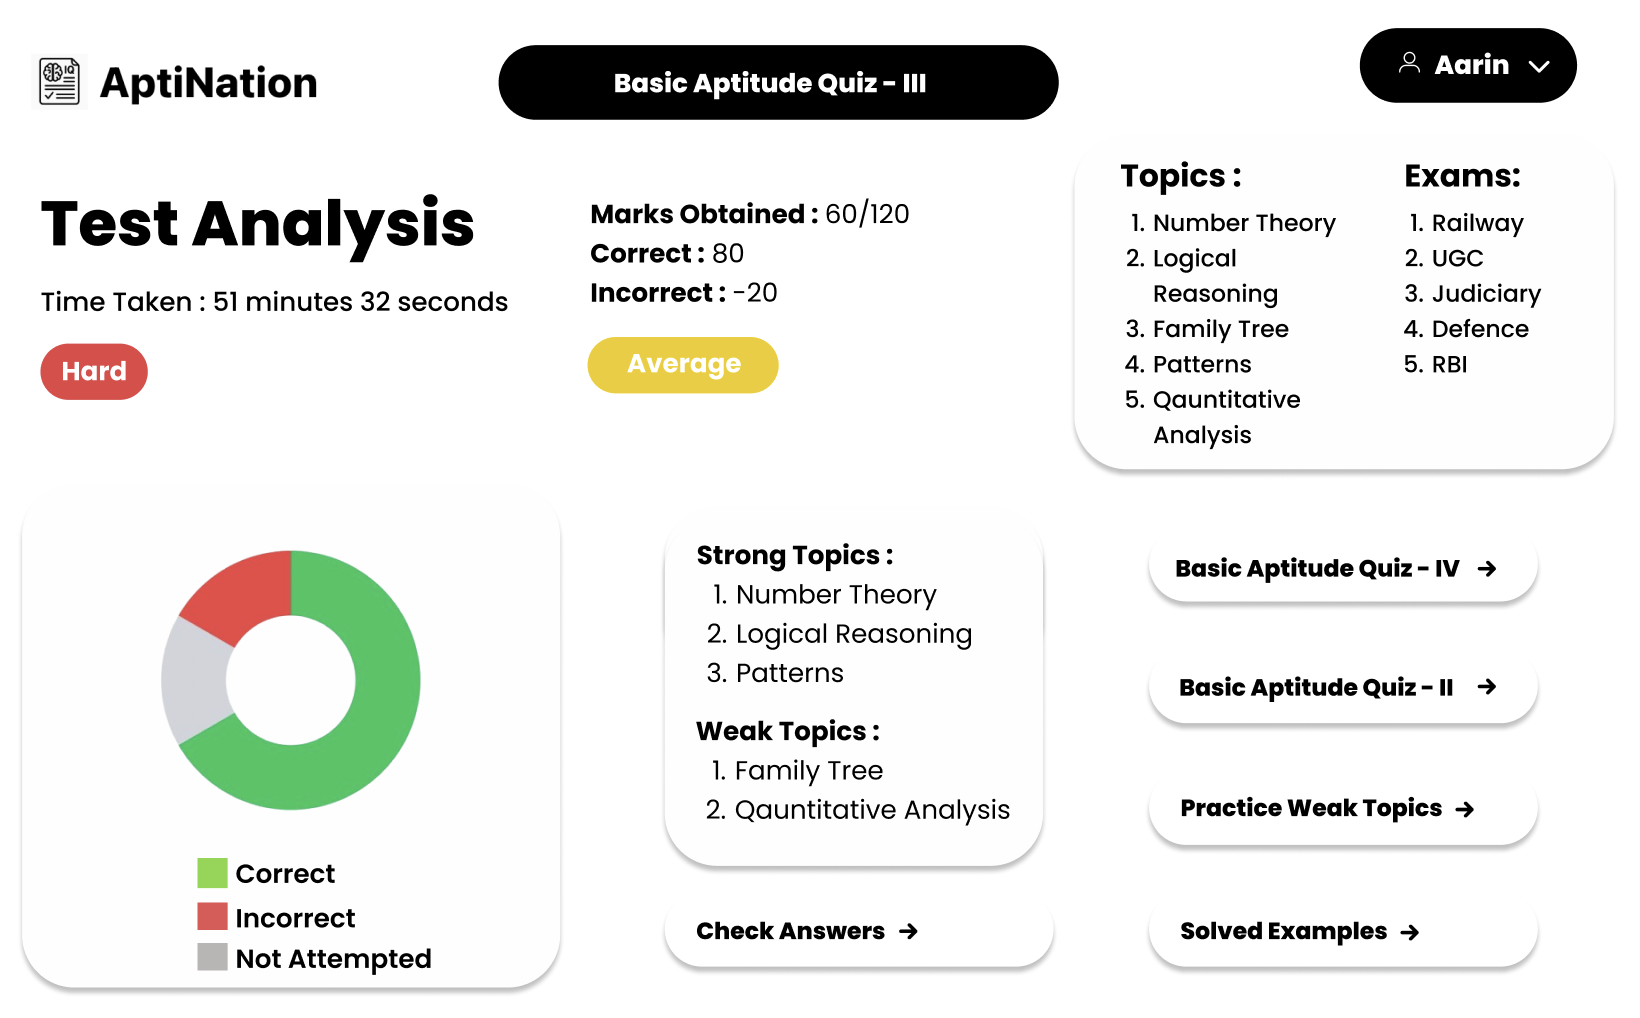 AptiNation
Basic Aptitude Quiz - III
Aarin
Test Analysis
Time Taken : 51 minutes 32 seconds
Hard
Marks Obtained : 60/120
Correct : 80
Incorrect : -20
Average
Topics :
1. Number Theory
2. Logical
Reasoning
3. Family Tree
4. Patterns
5. Qauntitative
Analysis
Exams:
1. Railway
2. UGC
3. Judiciary
4. Defence
5. RBI
Correct
Incorrect
Not Attempted
Strong Topics :
1. Number Theory
2. Logical Reasoning
3. Patterns
Weak Topics :
1. Family Tree
2. Qauntitative Analysis
Check Answers →
Basic Aptitude Quiz - IV →
Basic Aptitude Quiz - II →
Practice Weak Topics →
Solved Examples →